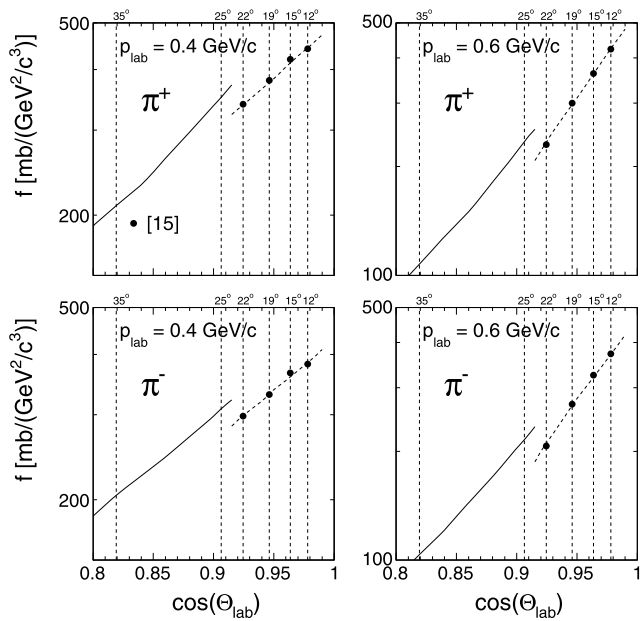 35° 25° 22° 19° 15° 12°
500
p_lab = 0.4 GeV/c
π⁺
200
[15]
f [mb/(GeV²/c³)]
35° 25° 22° 19° 15° 12°
500
p_lab = 0.6 GeV/c
π⁺
100
35° 25° 22° 19° 15° 12°
500
p_lab = 0.4 GeV/c
π⁻
200
f [mb/(GeV²/c³)]
0.8 0.85 0.9 0.95 1
cos(Θ_lab)
35° 25° 22° 19° 15° 12°
500
p_lab = 0.6 GeV/c
π⁻
100
0.8 0.85 0.9 0.95 1
cos(Θ_lab)